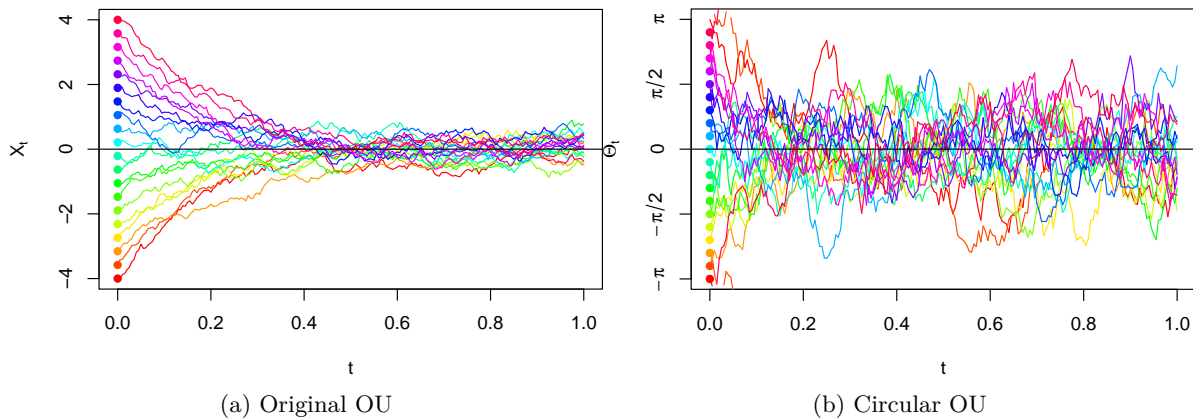 4
2
0
−2
−4
X_t
0.0 0.2 0.4 0.6 0.8 1.0
t
(a) Original OU
π
π/2
0
−π/2
−π
Θ_t
0.0 0.2 0.4 0.6 0.8 1.0
t
(b) Circular OU